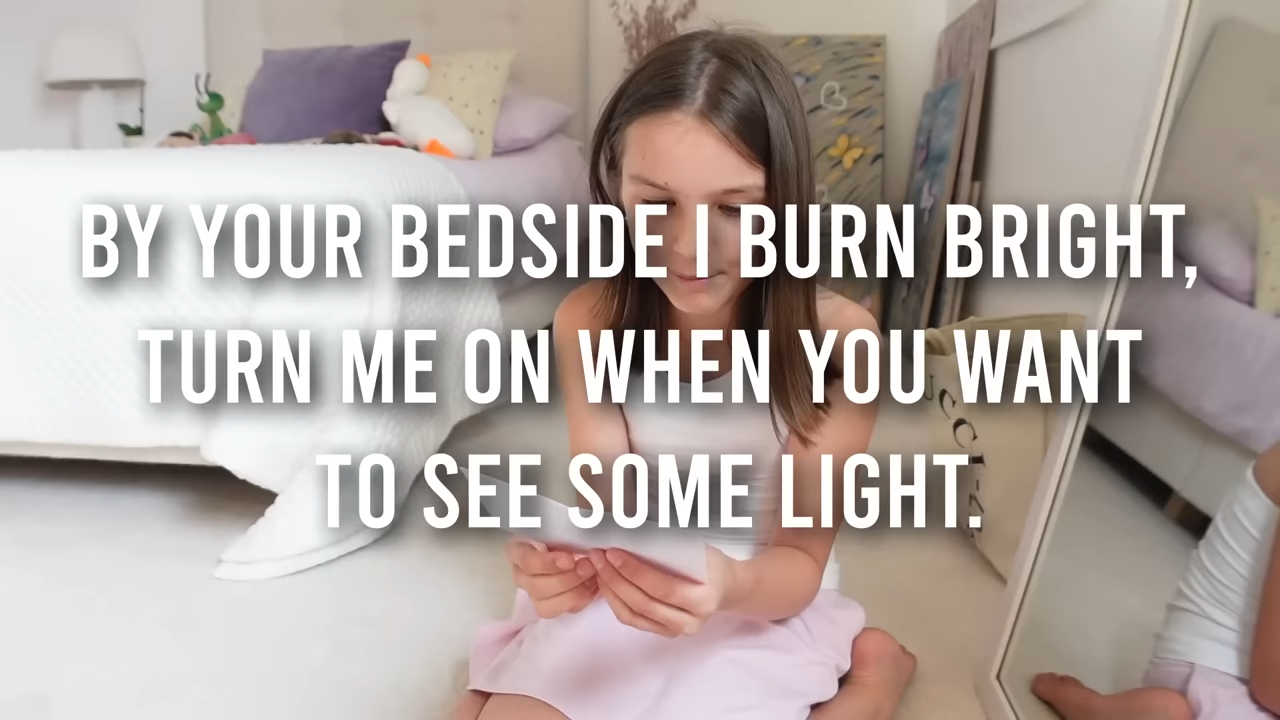 BY YOUR BEDSIDE I BURN BRIGHT,
TURN ME ON WHEN YOU WANT
TO SEE SOME LIGHT.